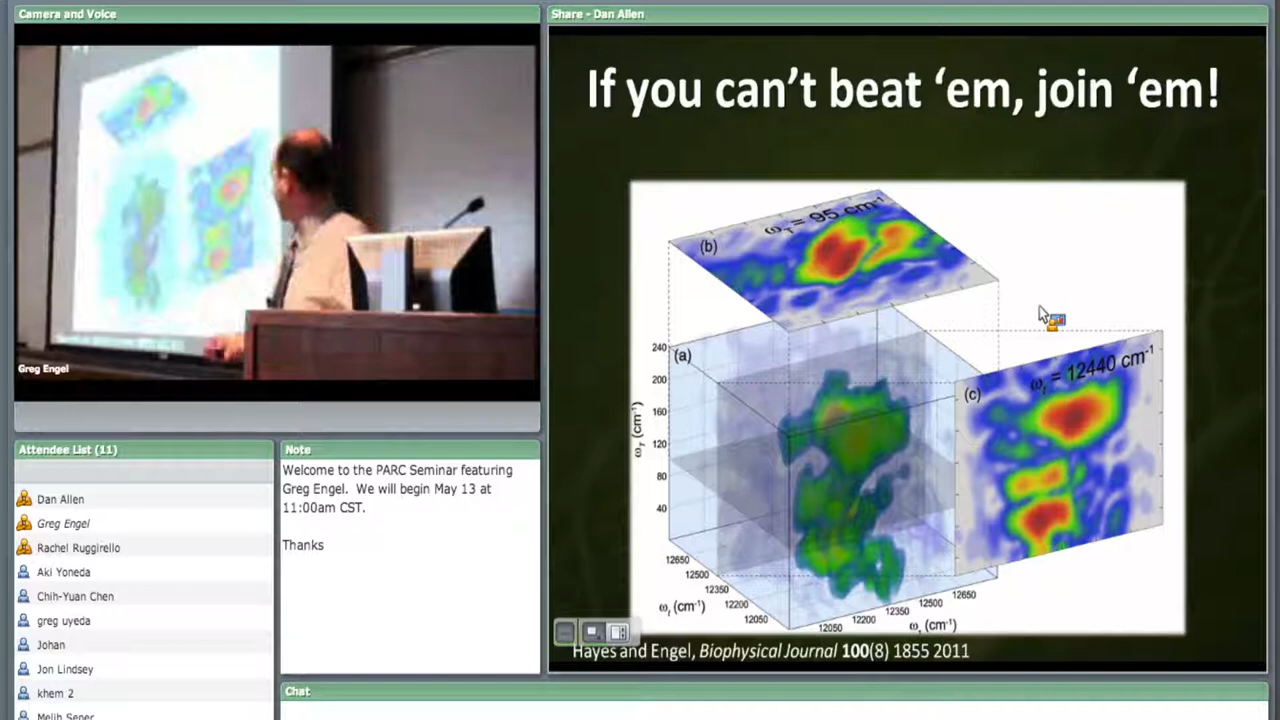 Camera and Voice
Greg Engel
Attendee List (11)
Dan Allen
Greg Engel
Rachel Ruggirello
Aki Yoneda
Chih-Yuan Chen
greg uyeda
Johan
Jon Lindsey
khem 2
Melih Sener
Note
Welcome to the PARC Seminar featuring
Greg Engel. We will begin May 13 at
11:00am CST.
Thanks
Chat
Share - Dan Allen
If you can't beat 'em, join 'em!
(b)
ω_T = 95 cm⁻¹
(a)
240
200
160
120
80
40
ω_T (cm⁻¹)
(c)
ω_t = 12440 cm⁻¹
12650
12500
12350
12200
12050
ω_t (cm⁻¹)
12050
12200
12350
12500
12650
ω_τ (cm⁻¹)
Hayes and Engel, Biophysical Journal 100(8) 1855 2011